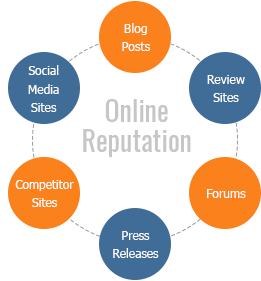 Blog
Posts
Social
Media
Sites
Review
Sites
Online
Reputation
Competitor
Sites
Forums
Press
Releases